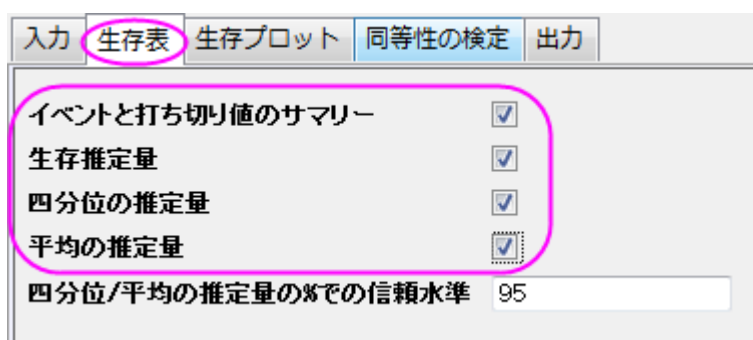 入力 生存表 生存プロット 同等性の検定 出力
イベントと打ち切り値のサマリー
生存推定量
四分位の推定量
平均の推定量
四分位/平均の推定量の%での信頼水準 95